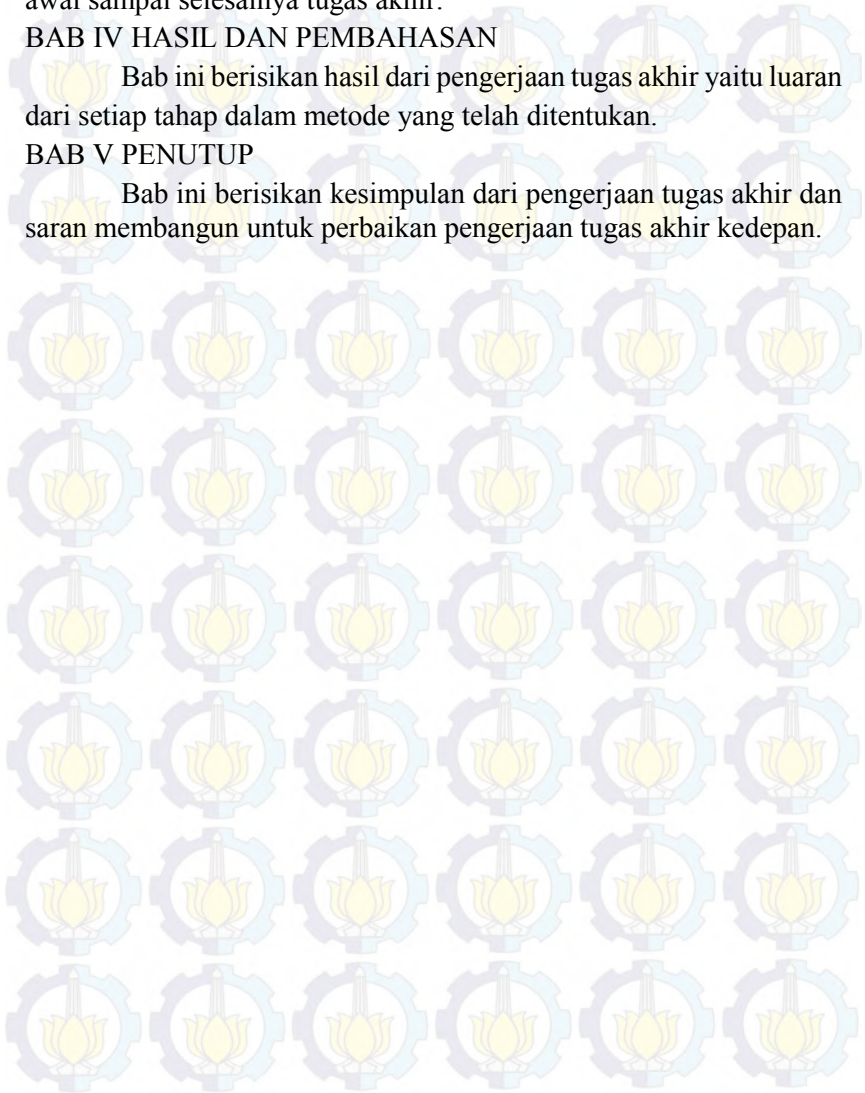 awal sampai selesainya tugas akhir.
BAB IV HASIL DAN PEMBAHASAN
Bab ini berisikan hasil dari pengerjaan tugas akhir yaitu luaran
dari setiap tahap dalam metode yang telah ditentukan.
BAB V PENUTUP
Bab ini berisikan kesimpulan dari pengerjaan tugas akhir dan
saran membangun untuk perbaikan pengerjaan tugas akhir kedepan.